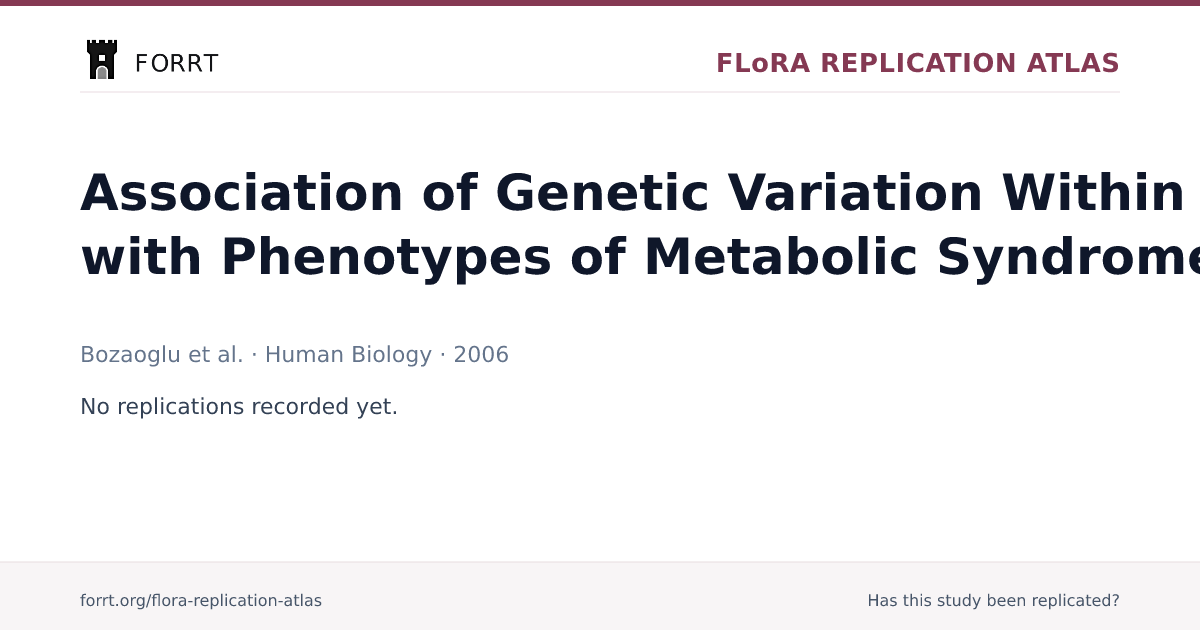 FORRT
FLoRA REPLICATION ATLAS
Association of Genetic Variation Within
with Phenotypes of Metabolic Syndrome
Bozaoglu et al. · Human Biology · 2006
No replications recorded yet.
forrt.org/flora-replication-atlas
Has this study been replicated?